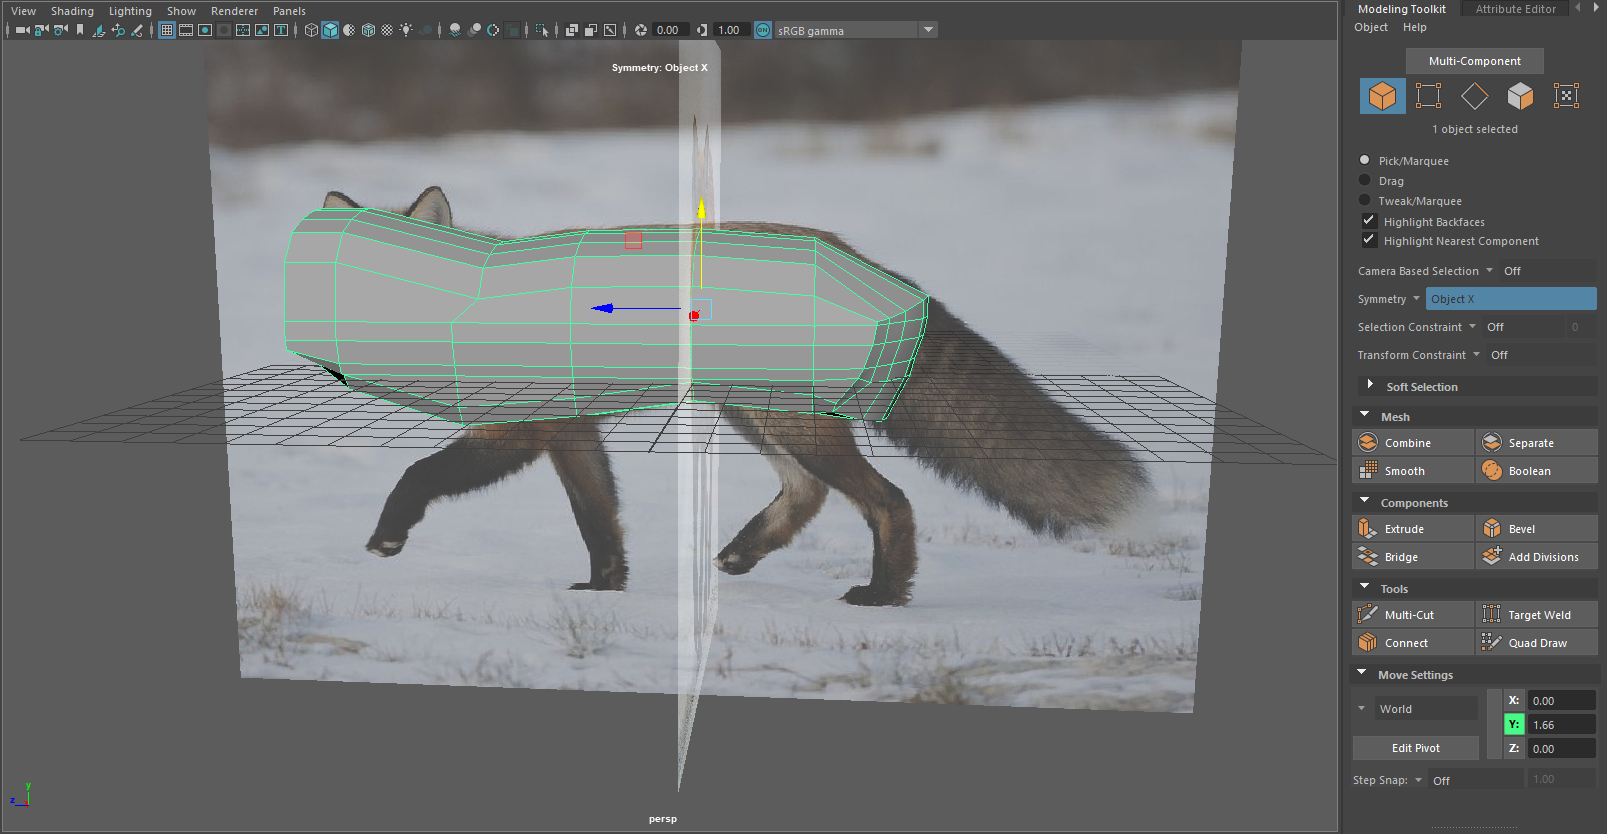 View Shading Lighting Show Renderer Panels
0.00 1.00 ON sRGB gamma
Symmetry: Object X
persp
y
z
Modeling Toolkit Attribute Editor
Object Help
Multi-Component
1 object selected
Pick/Marquee
Drag
Tweak/Marquee
Highlight Backfaces
Highlight Nearest Component
Camera Based Selection Off
Symmetry Object X
Selection Constraint Off 0
Transform Constraint Off
Soft Selection
Mesh
Combine Separate
Smooth Boolean
Components
Extrude Bevel
Bridge Add Divisions
Tools
Multi-Cut Target Weld
Connect Quad Draw
Move Settings
World X: 0.00
Y: 1.66
Edit Pivot Z: 0.00
Step Snap: Off 1.00